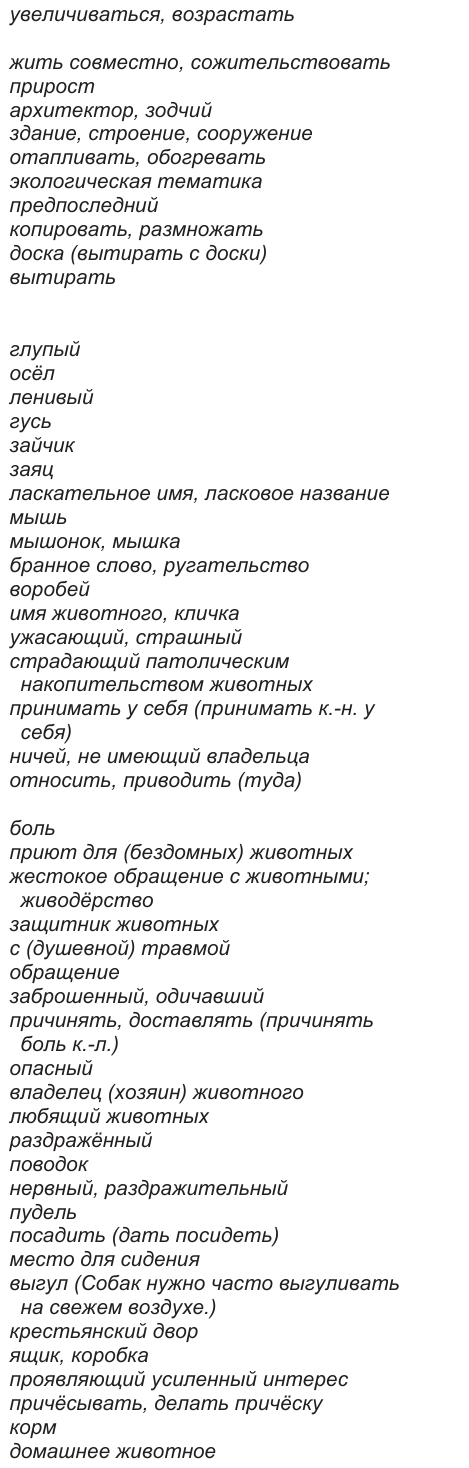 увеличиваться, возрастать
жить совместно, сожительствовать
прирост
архитектор, зодчий
здание, строение, сооружение
отапливать, обогревать
экологическая тематика
предпоследний
копировать, размножать
доска (вытирать с доски)
вытирать
глупый
осёл
ленивый
гусь
зайчик
заяц
ласкательное имя, ласковое название
мышь
мышонок, мышка
бранное слово, ругательство
воробей
имя животного, кличка
ужасающий, страшный
страдающий патолическим
накопительством животных
принимать у себя (принимать к.-н. у
себя)
ничей, не имеющий владельца
относить, приводить (туда)
боль
приют для (бездомных) животных
жестокое обращение с животными;
живодёрство
защитник животных
с (душевной) травмой
обращение
заброшенный, одичавший
причинять, доставлять (причинять
боль к.-л.)
опасный
владелец (хозяин) животного
любящий животных
раздражённый
поводок
нервный, раздражительный
пудель
посадить (дать посидеть)
место для сидения
выгул (Собак нужно часто выгуливать
на свежем воздухе.)
крестьянский двор
ящик, коробка
проявляющий усиленный интерес
причёсывать, делать причёску
корм
домашнее животное